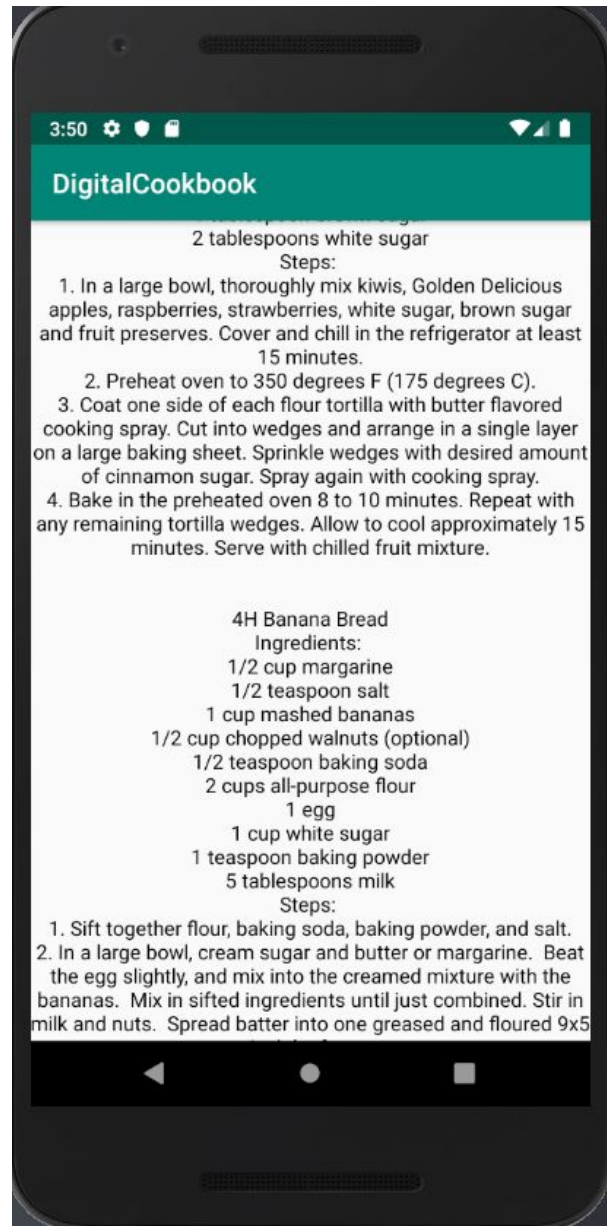 3:50
DigitalCookbook
2 tablespoons white sugar
Steps:
1. In a large bowl, thoroughly mix kiwis, Golden Delicious
apples, raspberries, strawberries, white sugar, brown sugar
and fruit preserves. Cover and chill in the refrigerator at least
15 minutes.
2. Preheat oven to 350 degrees F (175 degrees C).
3. Coat one side of each flour tortilla with butter flavored
cooking spray. Cut into wedges and arrange in a single layer
on a large baking sheet. Sprinkle wedges with desired amount
of cinnamon sugar. Spray again with cooking spray.
4. Bake in the preheated oven 8 to 10 minutes. Repeat with
any remaining tortilla wedges. Allow to cool approximately 15
minutes. Serve with chilled fruit mixture.
4H Banana Bread
Ingredients:
1/2 cup margarine
1/2 teaspoon salt
1 cup mashed bananas
1/2 cup chopped walnuts (optional)
1/2 teaspoon baking soda
2 cups all-purpose flour
1 egg
1 cup white sugar
1 teaspoon baking powder
5 tablespoons milk
Steps:
1. Sift together flour, baking soda, baking powder, and salt.
2. In a large bowl, cream sugar and butter or margarine.  Beat
the egg slightly, and mix into the creamed mixture with the
bananas.  Mix in sifted ingredients until just combined. Stir in
milk and nuts.  Spread batter into one greased and floured 9x5